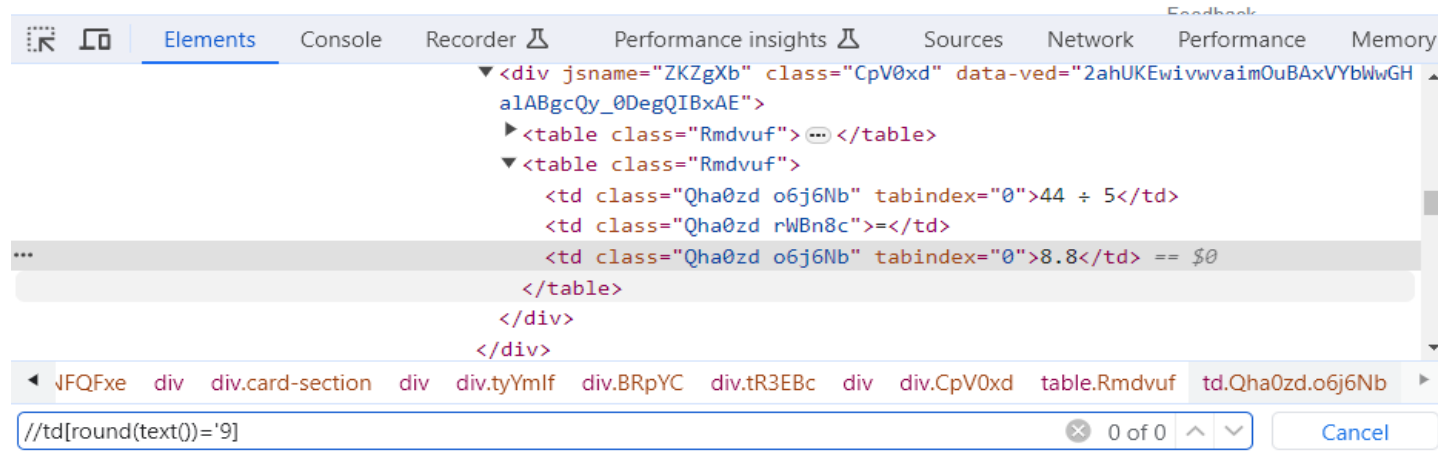 Elements Console Recorder Performance insights Sources Network Performance Memory
<div jsname="ZKZgXb" class="CpV0xd" data-ved="2ahUKEwivwvaimOuBAxVYbWwGH
alABgcQy_0DegQIBxAE">
<table class="Rmdvuf"> ••• </table>
<table class="Rmdvuf">
<td class="Qha0zd o6j6Nb" tabindex="0">44 ÷ 5</td>
<td class="Qha0zd rWBn8c">=</td>
••• <td class="Qha0zd o6j6Nb" tabindex="0">8.8</td> == $0
</table>
</div>
</div>
NFQFxe div div.card-section div div.tyYmIf div.BRpYC div.tR3EBc div div.CpV0xd table.Rmdvuf td.Qha0zd.o6j6Nb
//td[round(text())='9] 0 of 0 Cancel